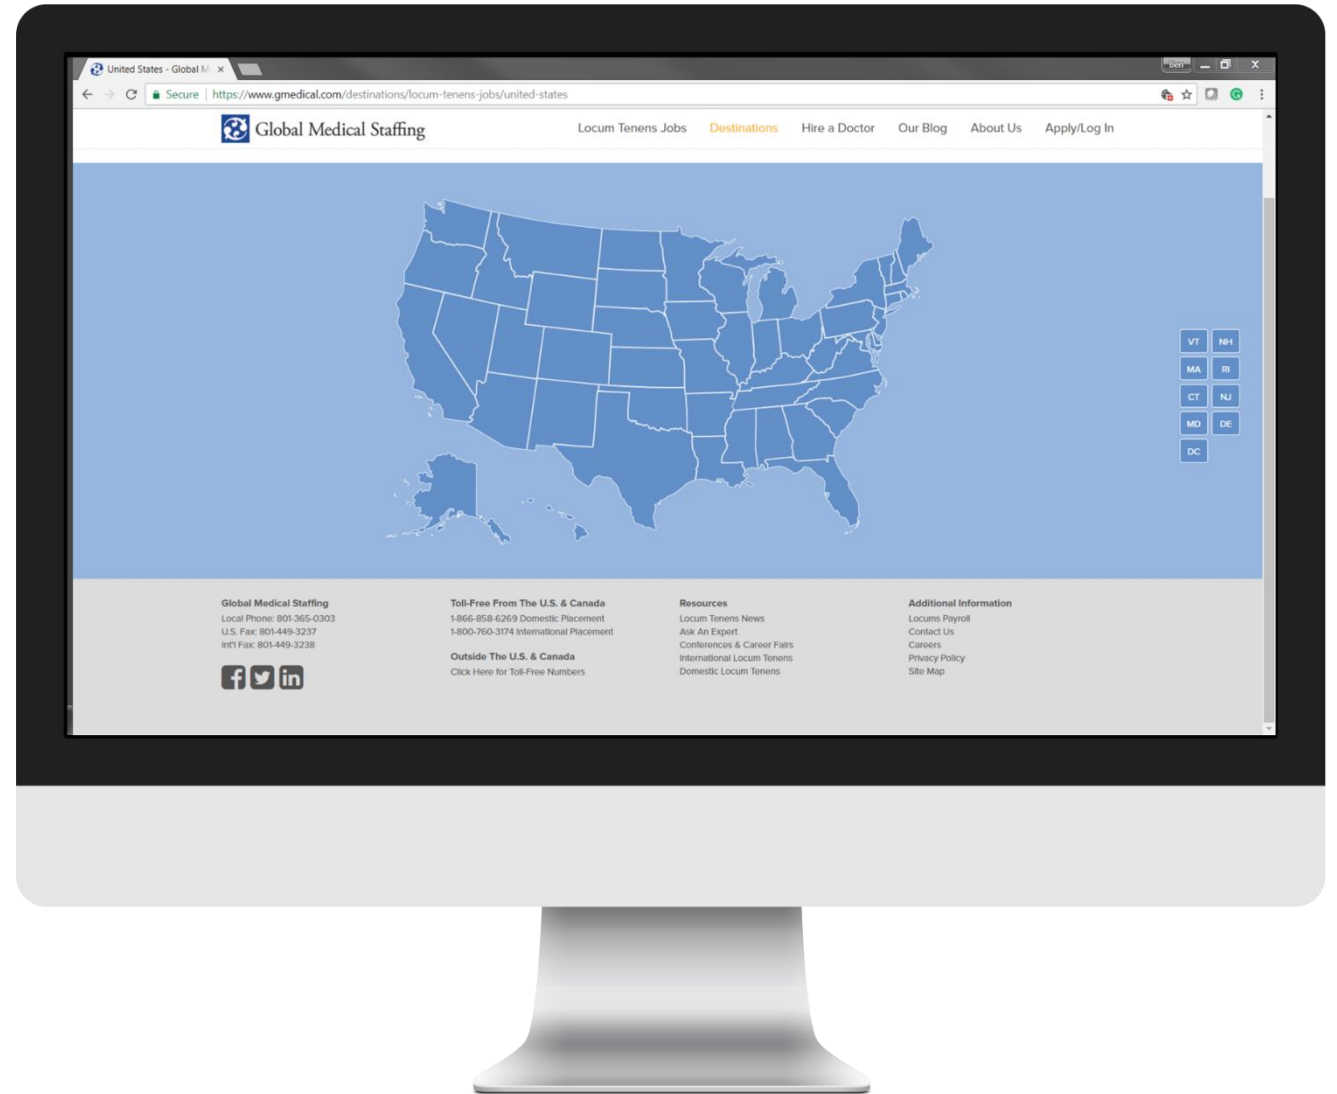 United States - Global M
Ben
Secure
https://www.gmedical.com/destinations/locum-tenens-jobs/united-states
Global Medical Staffing
Locum Tenens Jobs
Destinations
Hire a Doctor
Our Blog
About Us
Apply/Log In
VT NH
MA RI
CT NJ
MD DE
DC
Global Medical Staffing
Local Phone: 801-365-0303
U.S. Fax: 801-449-3237
Int'l Fax: 801-449-3238
Toll-Free From The U.S. & Canada
1-866-858-6269 Domestic Placement
1-800-760-3174 International Placement
Outside The U.S. & Canada
Click Here for Toll-Free Numbers
Resources
Locum Tenens News
Ask An Expert
Conferences & Career Fairs
International Locum Tenens
Domestic Locum Tenens
Additional Information
Locums Payroll
Contact Us
Careers
Privacy Policy
Site Map